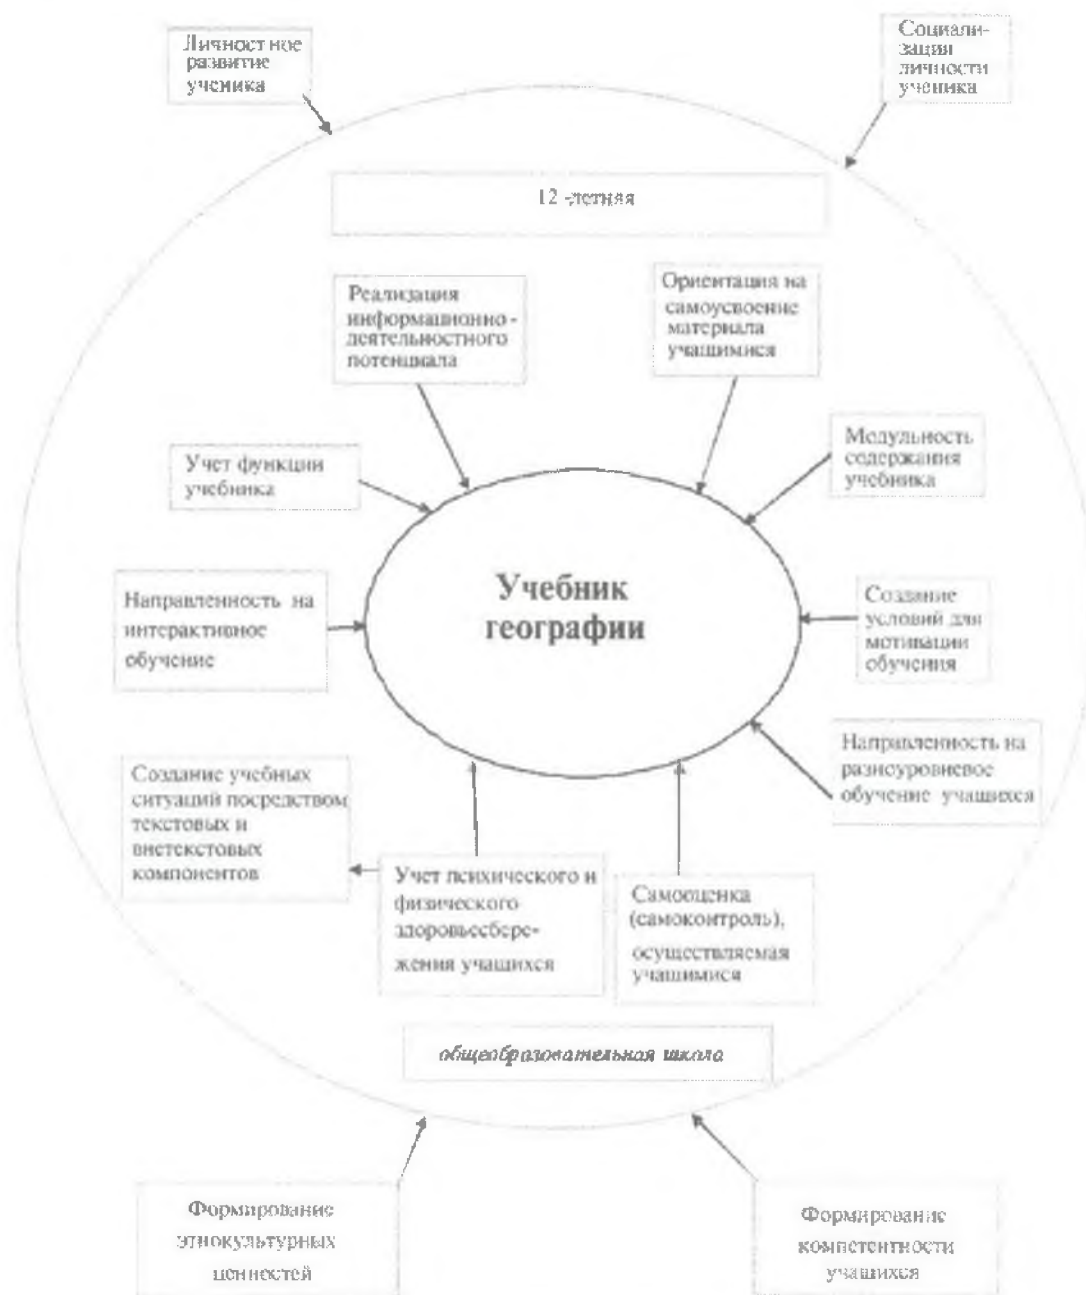 Личностное
развитие
ученика
Социали-
зация
личности
ученика
12 -летняя
Реализация
информационно-
деятельностного
потенциала
Ориентация на
самоусвоение
материала
учащимися
Учет функции
учебника
Модульность
содержания
учебника
Учебник
географии
Направленность на
интерактивное
обучение
Создание
условий для
мотивации
обучения
Направленность на
разноуровневое
обучение учащихся
Создание учебных
ситуаций посредством
текстовых и
внетекстовых
компонентов
Учет психического и
физического
здоровьесбере-
жения учащихся
Самооценка
(самоконтроль),
осуществляемая
учащимися
общеобразовательная школа
Формирование
этнокультурных
ценностей
Формирование
компетентности
учащихся